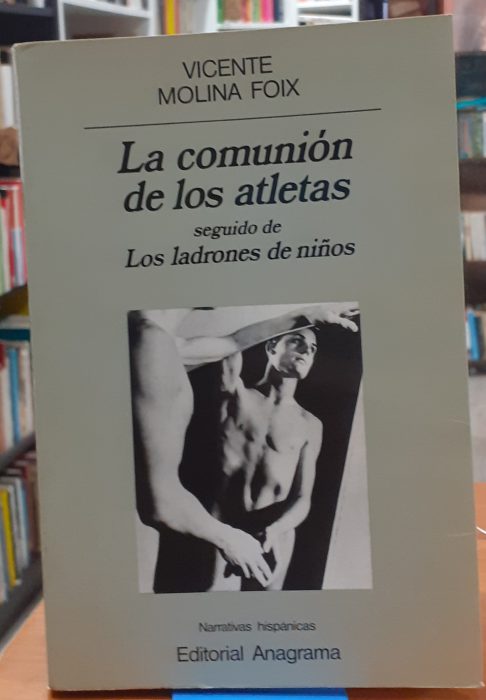 VICENTE
MOLINA FOIX
La comunión
de los atletas
seguido de
Los ladrones de niños
Narrativas hispánicas
Editorial Anagrama